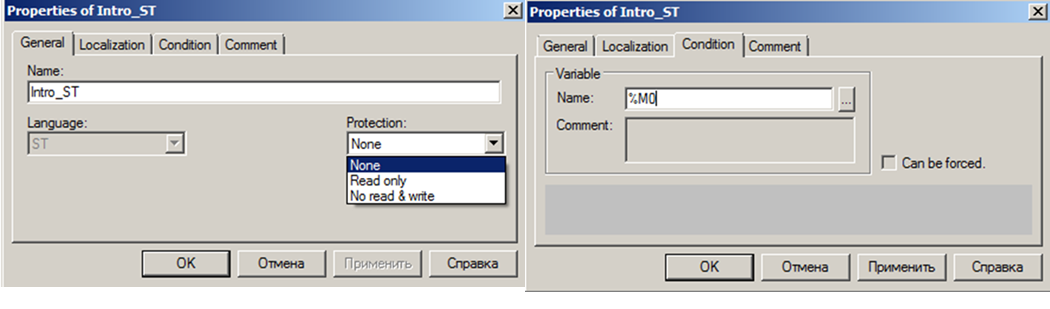 Properties of Intro_ST
General Localization Condition Comment
Name:
Intro_ST
Language:
ST
Protection:
None
None
Read only
No read & write
OK Отмена Применить Справка
Properties of Intro_ST
General Localization Condition Comment
Variable
Name: %M0 ...
Comment:
Can be forced.
OK Отмена Применить Справка